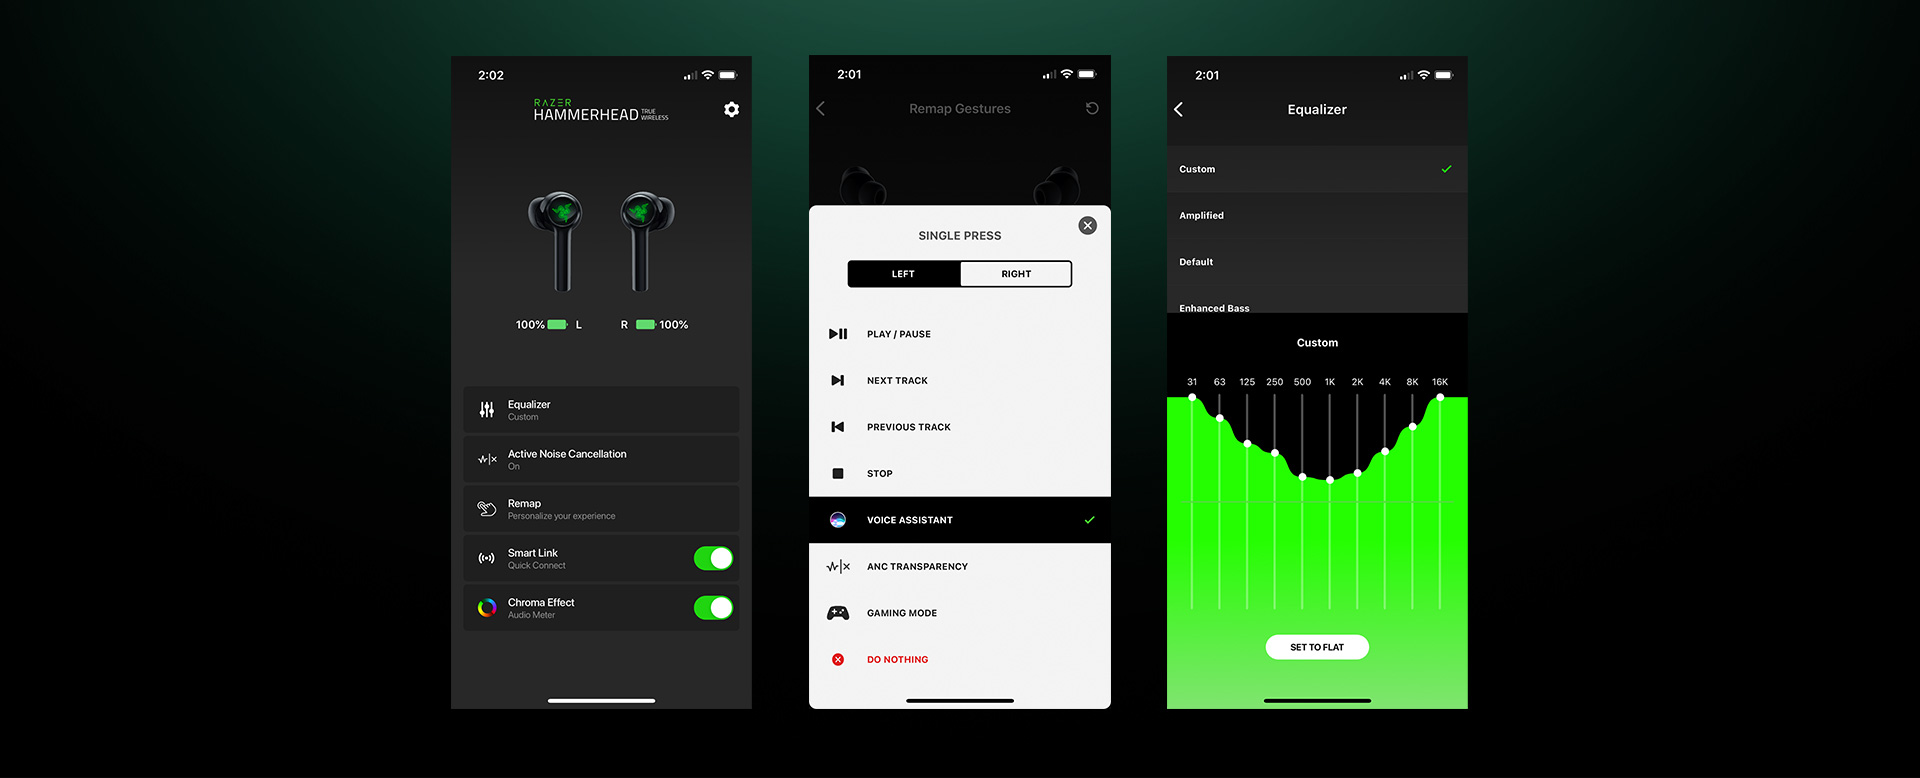 2:02
RAZER
HAMMERHEAD TRUE WIRELESS
100% L R 100%
Equalizer
Custom
Active Noise Cancellation
On
Remap
Personalize your experience
Smart Link
Quick Connect
Chroma Effect
Audio Meter
2:01
Remap Gestures
SINGLE PRESS
LEFT RIGHT
PLAY / PAUSE
NEXT TRACK
PREVIOUS TRACK
STOP
VOICE ASSISTANT
ANC TRANSPARENCY
GAMING MODE
DO NOTHING
2:01
Equalizer
Custom
Amplified
Default
Enhanced Bass
Custom
31 63 125 250 500 1K 2K 4K 8K 16K
SET TO FLAT